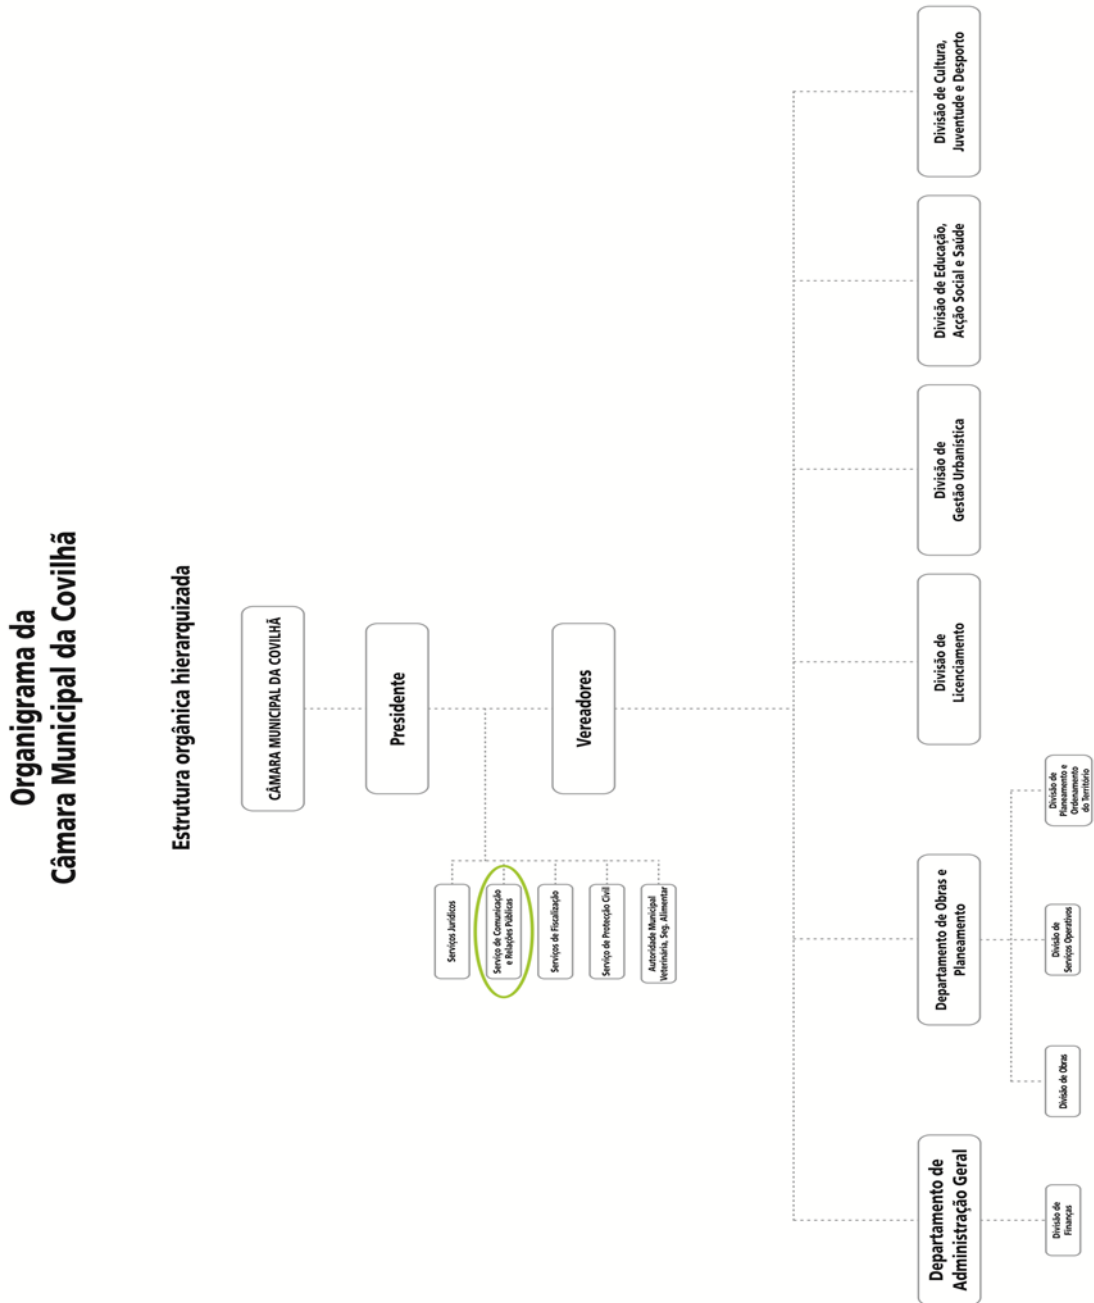 Organigrama da
Câmara Municipal da Covilhã
Estrutura orgânica hierarquizada
CÂMARA MUNICIPAL DA COVILHÃ
Presidente
Serviços Jurídicos
Serviço de Comunicação
e Relações Públicas
Serviços de Fiscalização
Serviço de Protecção Civil
Autoridade Municipal
Veterinária, Seg. Alimentar
Vereadores
Departamento de
Administração Geral
Departamento de Obras e
Planeamento
Divisão de
Licenciamento
Divisão de
Gestão Urbanística
Divisão de Educação,
Acção Social e Saúde
Divisão de Cultura,
Juventude e Desporto
Divisão de
Finanças
Divisão de Obras
Divisão de
Serviços Operativos
Divisão de
Planeamento e
Ordenamento
do Território